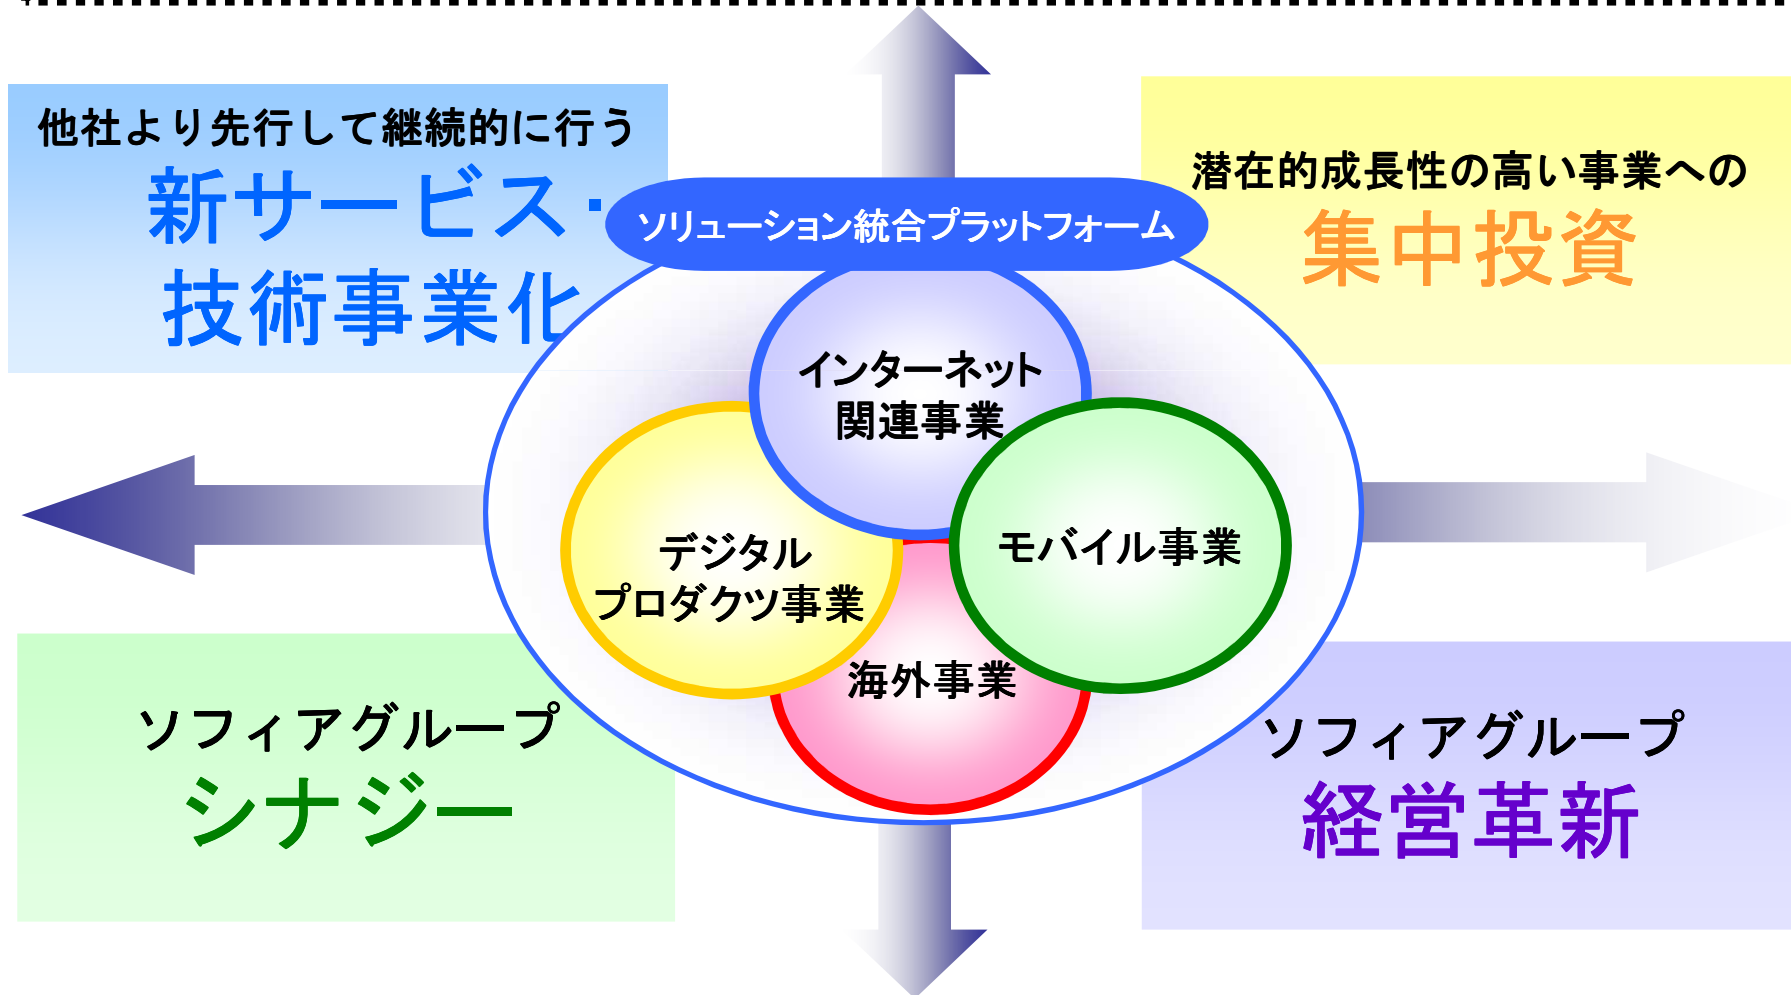 他社より先行して継続的に行う
新サービス・
技術事業化
潜在的成長性の高い事業への
集中投資
ソリューション統合プラットフォーム
インターネット
関連事業
デジタル
プロダクツ事業
モバイル事業
海外事業
ソフィアグループ
シナジー
ソフィアグループ
経営革新